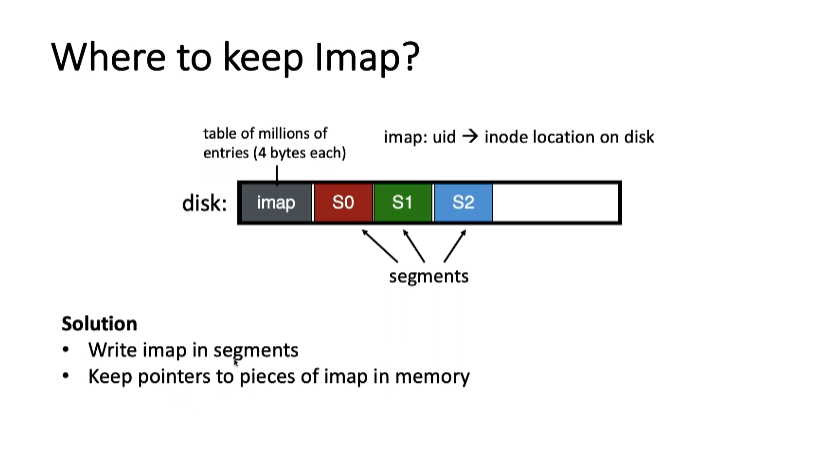 Where to keep Imap?
table of millions of
entries (4 bytes each)
imap: uid → inode location on disk
disk:
imap
S0
S1
S2
segments
Solution
• Write imap in segments
• Keep pointers to pieces of imap in memory